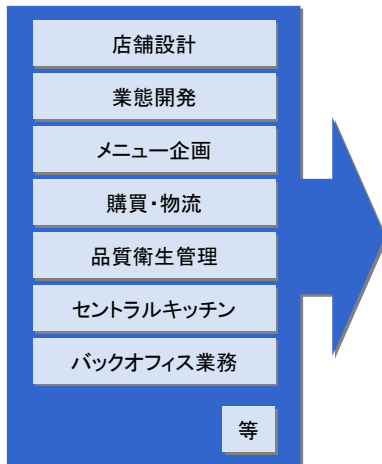 店舗設計
業態開発
メニュー企画
購買・物流
品質衛生管理
セントラルキッチン
バックオフィス業務
等